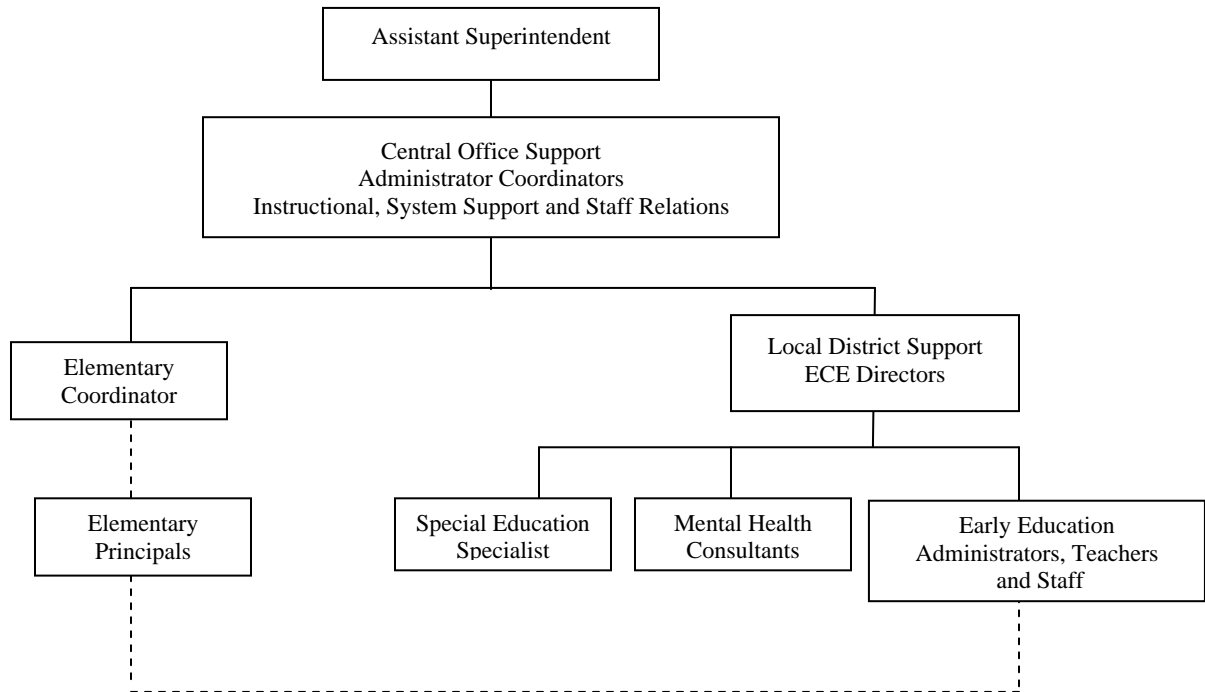 Assistant Superintendent
Central Office Support
Administrator Coordinators
Instructional, System Support and Staff Relations
Elementary
Coordinator
Local District Support
ECE Directors
Elementary
Principals
Special Education
Specialist
Mental Health
Consultants
Early Education
Administrators, Teachers
and Staff